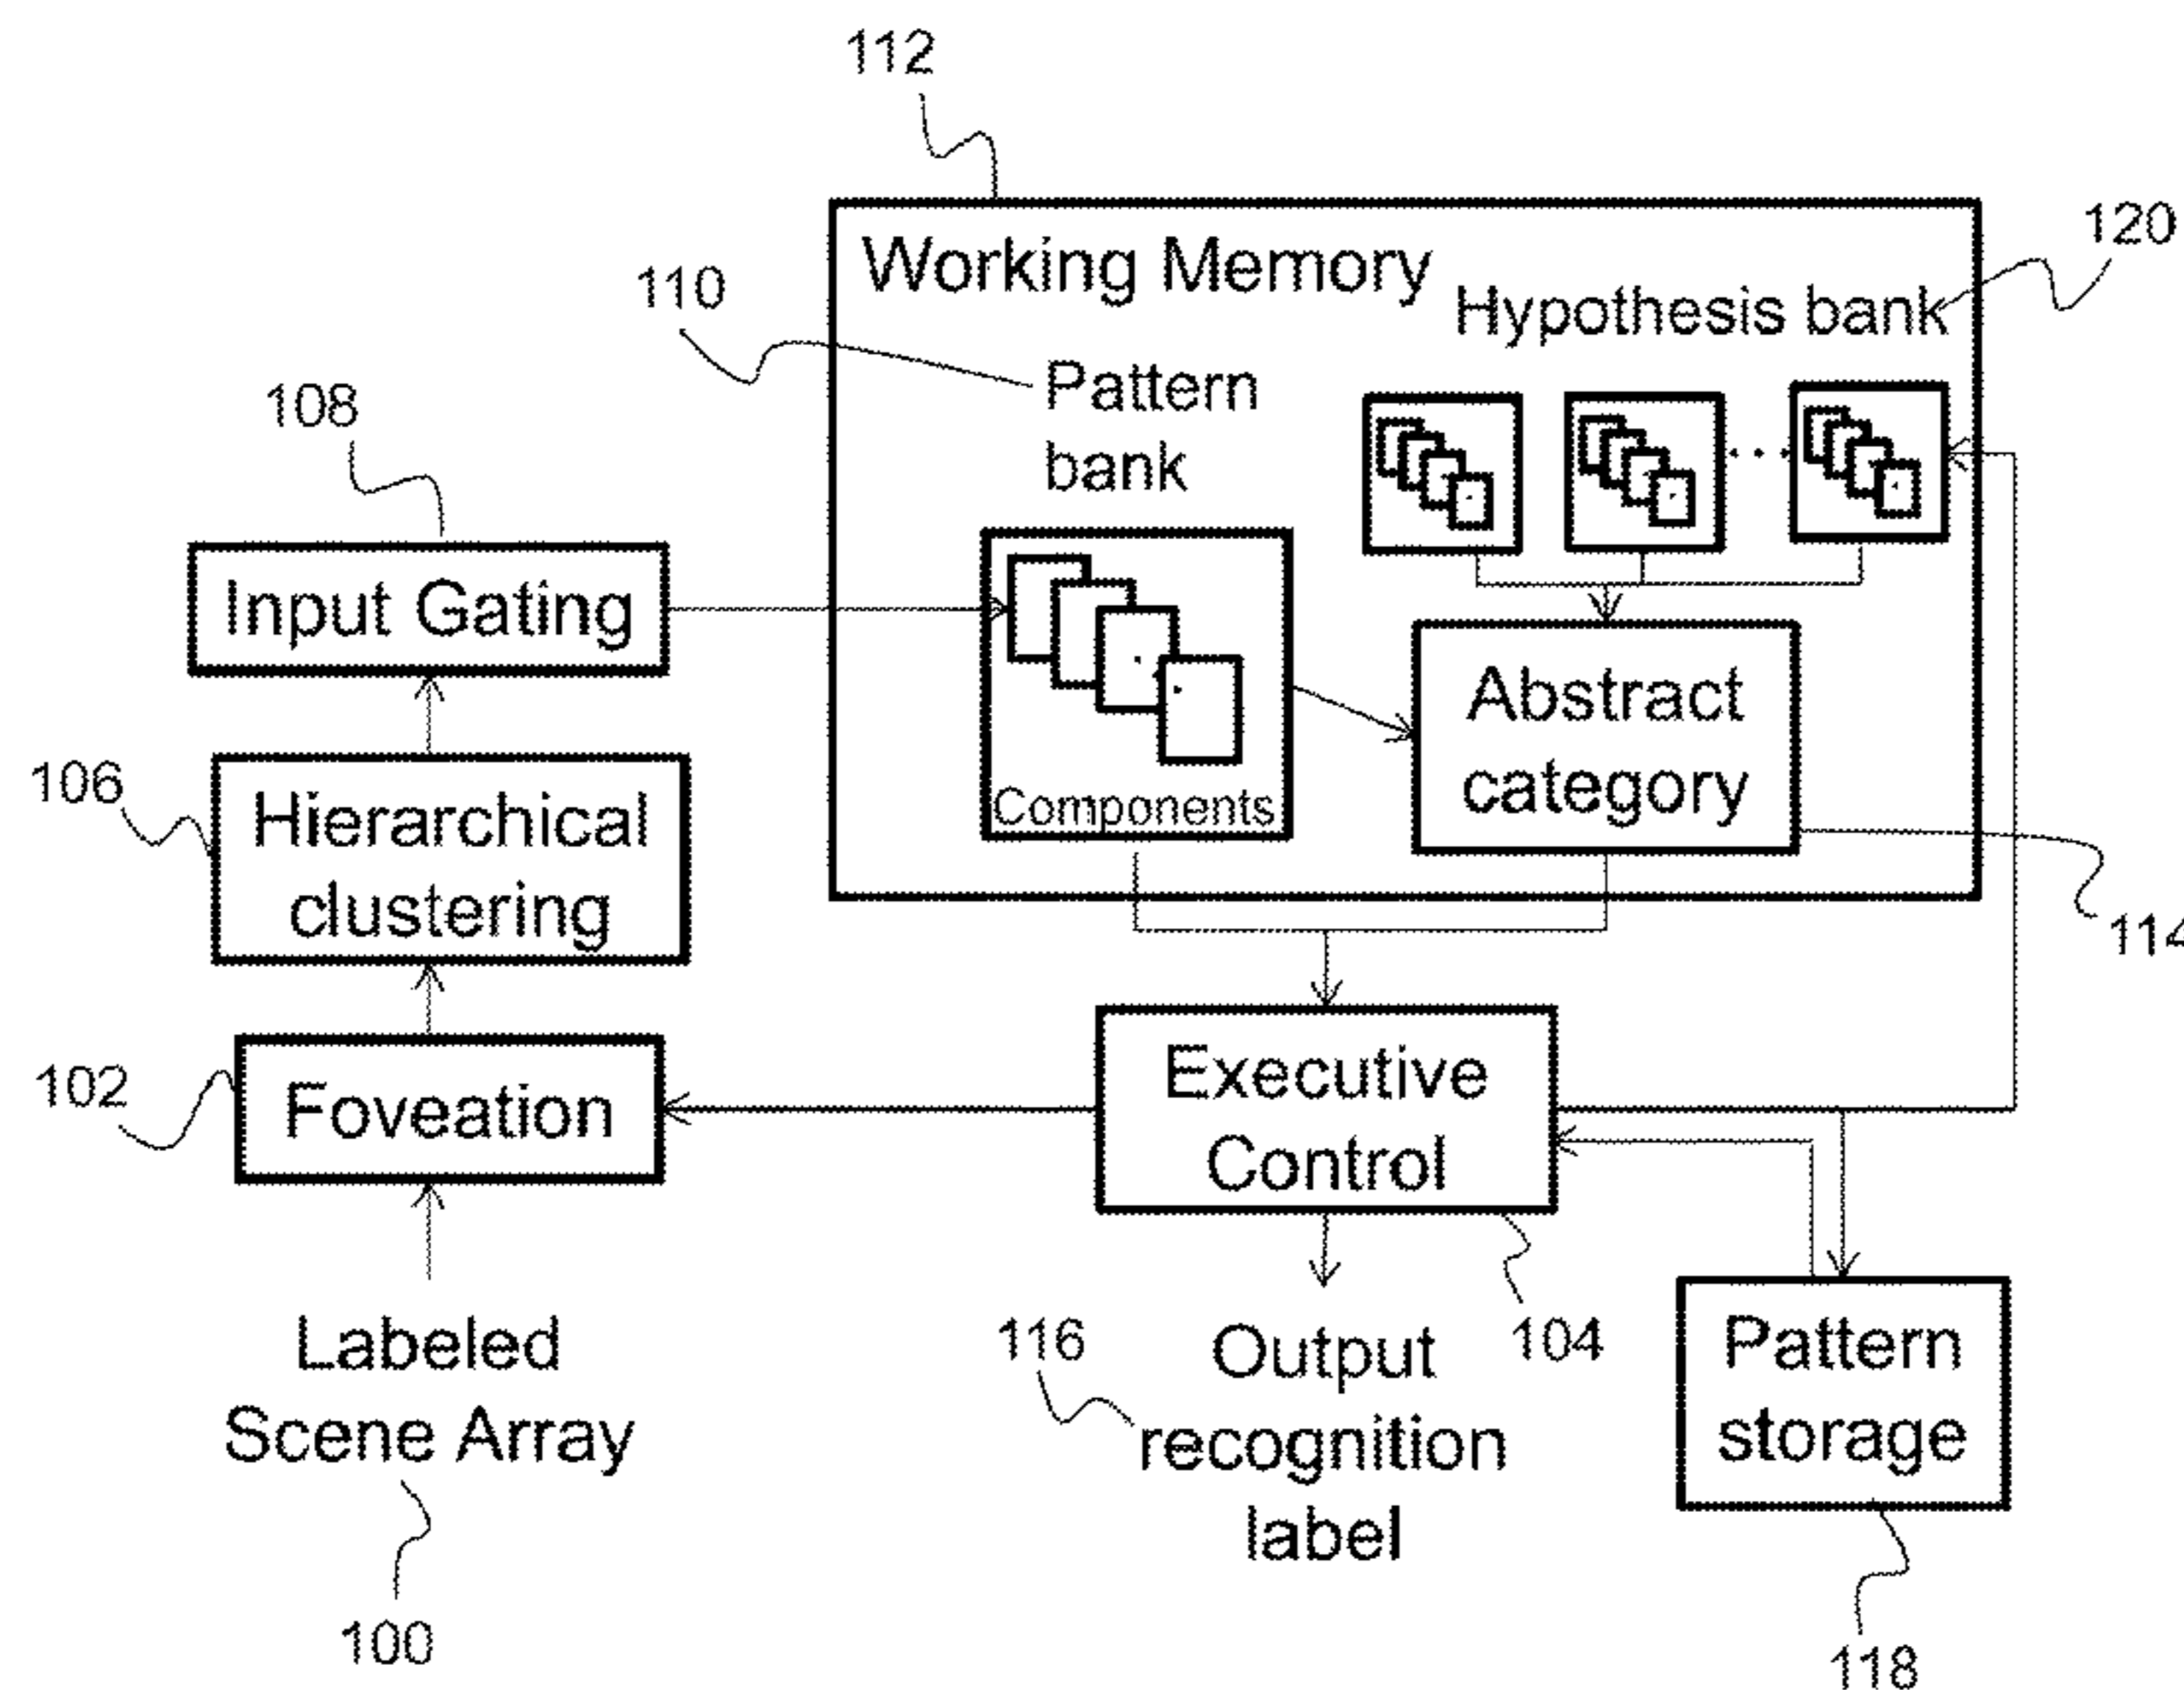 112
120
Working Memory
110
Hypothesis bank
Pattern
bank
108
Input Gating
Abstract
category
106
Hierarchical
clustering
Components
114
102
Foveation
Executive
Control
Labeled
Scene Array
116
Output
recognition
label
104
Pattern
storage
100
118